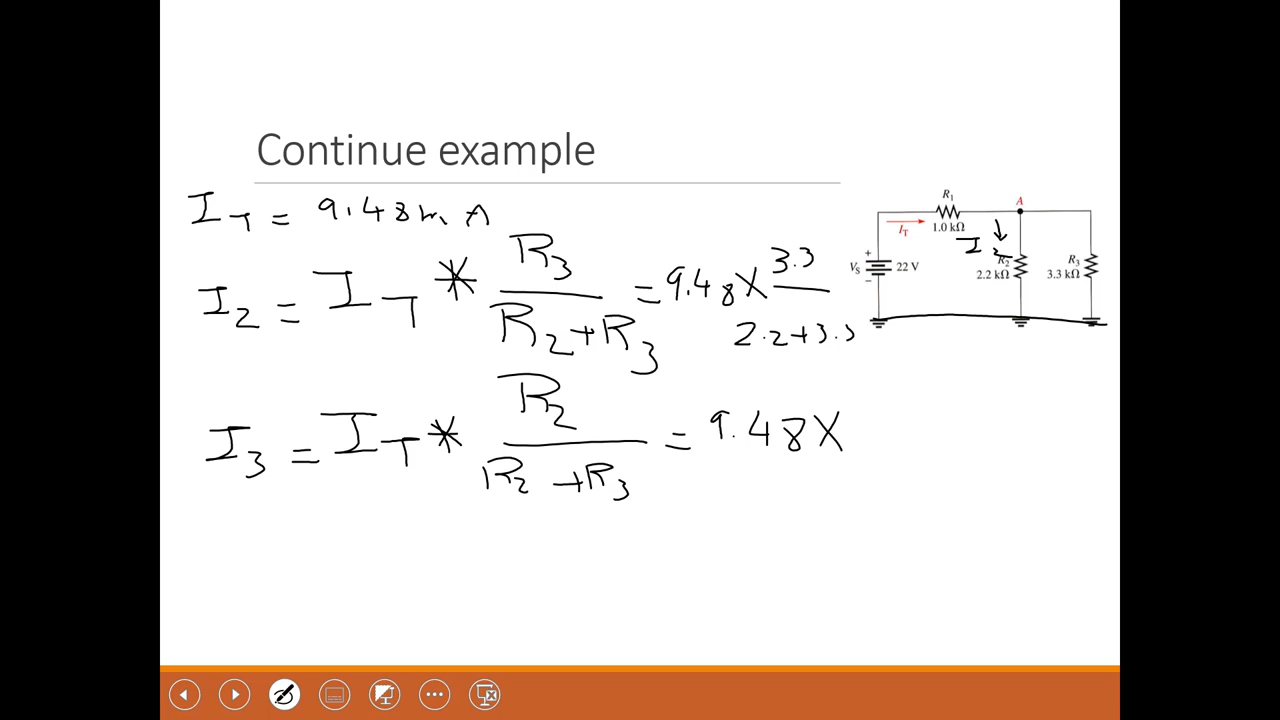 Continue example
I_T = 9.48 mA
I_2 = I_T * R_3 / (R_2 + R_3) = 9.48 X 3.3 / (2.2 + 3.3)
I_3 = I_T * R_2 / (R_2 + R_3) = 9.48 X
R_1
1.0 kΩ
A
I_T
I_2
V_S
+
22 V
−
R_2
2.2 kΩ
R_3
3.3 kΩ